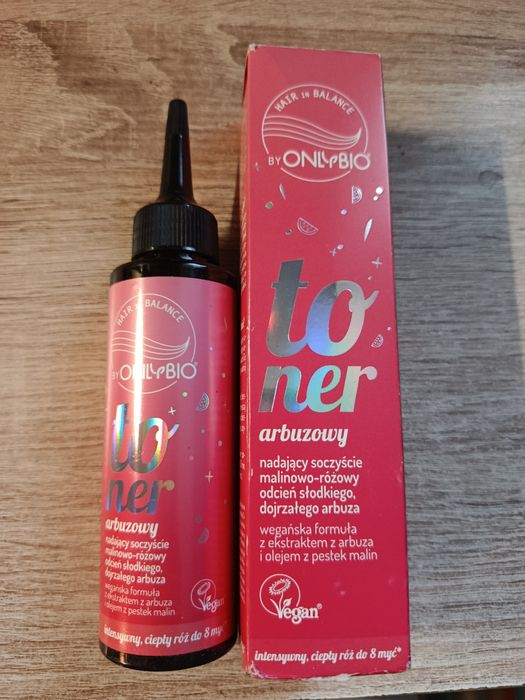 HAIR IN BALANCE
BY ONLYBIO
to
ner
arbuzowy
nadający soczyście
malinowo-różowy
odcień słodkiego,
dojrzałego arbuza
wegańska formuła
z ekstraktem z arbuza
i olejem z pestek malin
Vegan
intensywny, ciepły róż do 8 myć
HAIR IN BALANCE
BY ONLYBIO®
to
ner
arbuzowy
nadający soczyście
malinowo-różowy
odcień słodkiego,
dojrzałego arbuza
wegańska formuła
z ekstraktem z arbuza
i olejem z pestek malin
Vegan®
intensywny, ciepły róż do 8 myć*